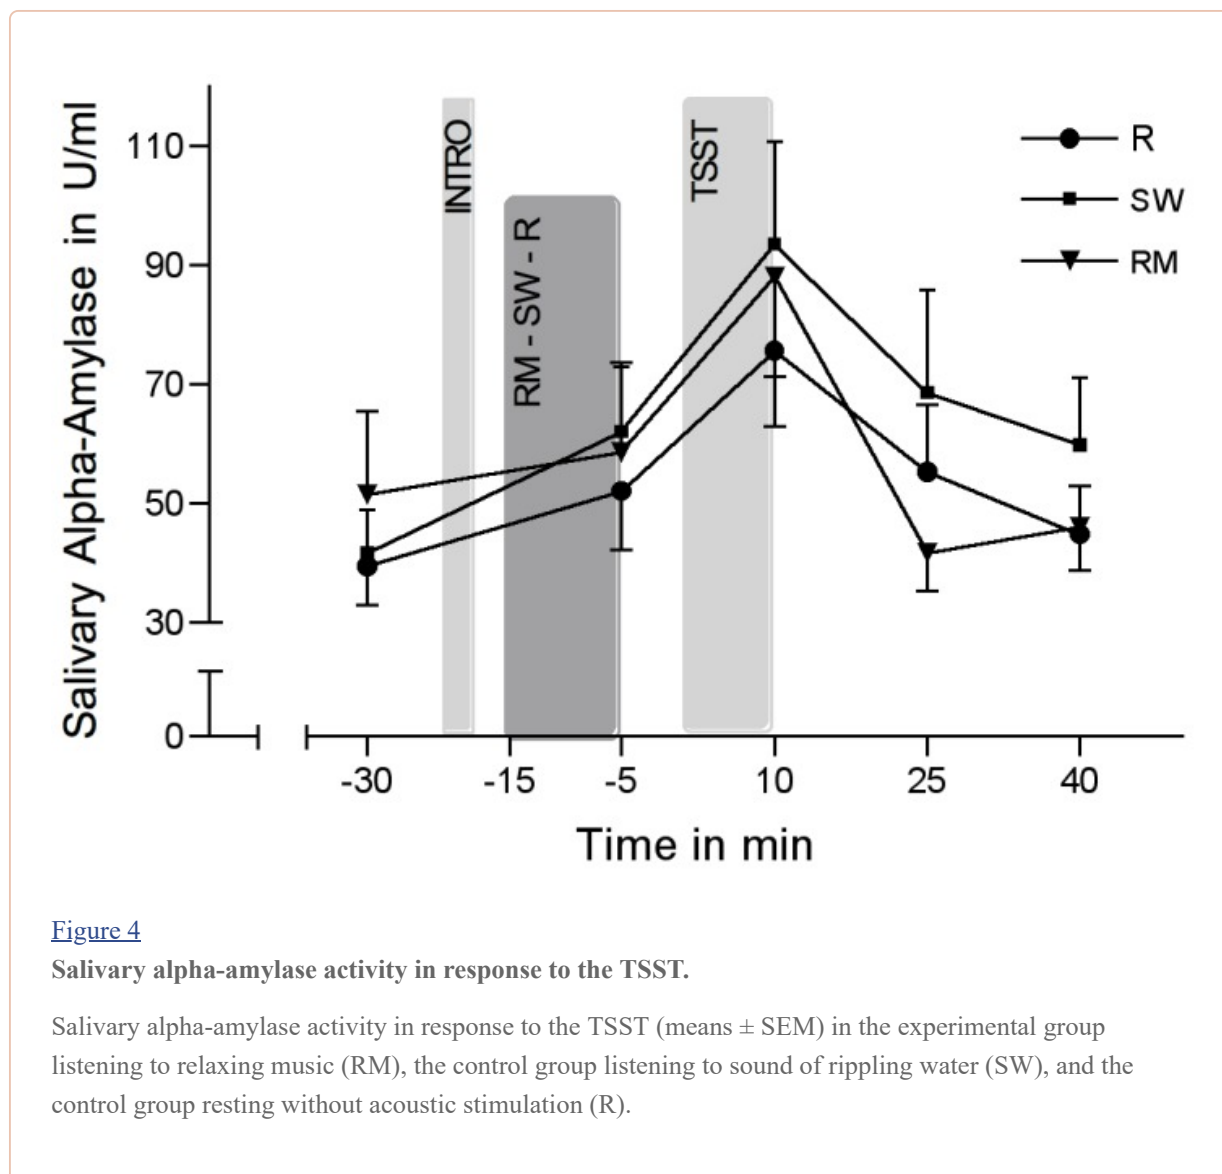 Salivary Alpha-Amylase in U/ml
110
90
70
50
30
0
INTRO
RM - SW - R
TSST
R
SW
RM
-30
-15
-5
10
25
40
Time in min
Figure 4
Salivary alpha-amylase activity in response to the TSST.
Salivary alpha-amylase activity in response to the TSST (means ± SEM) in the experimental group
listening to relaxing music (RM), the control group listening to sound of rippling water (SW), and the
control group resting without acoustic stimulation (R).